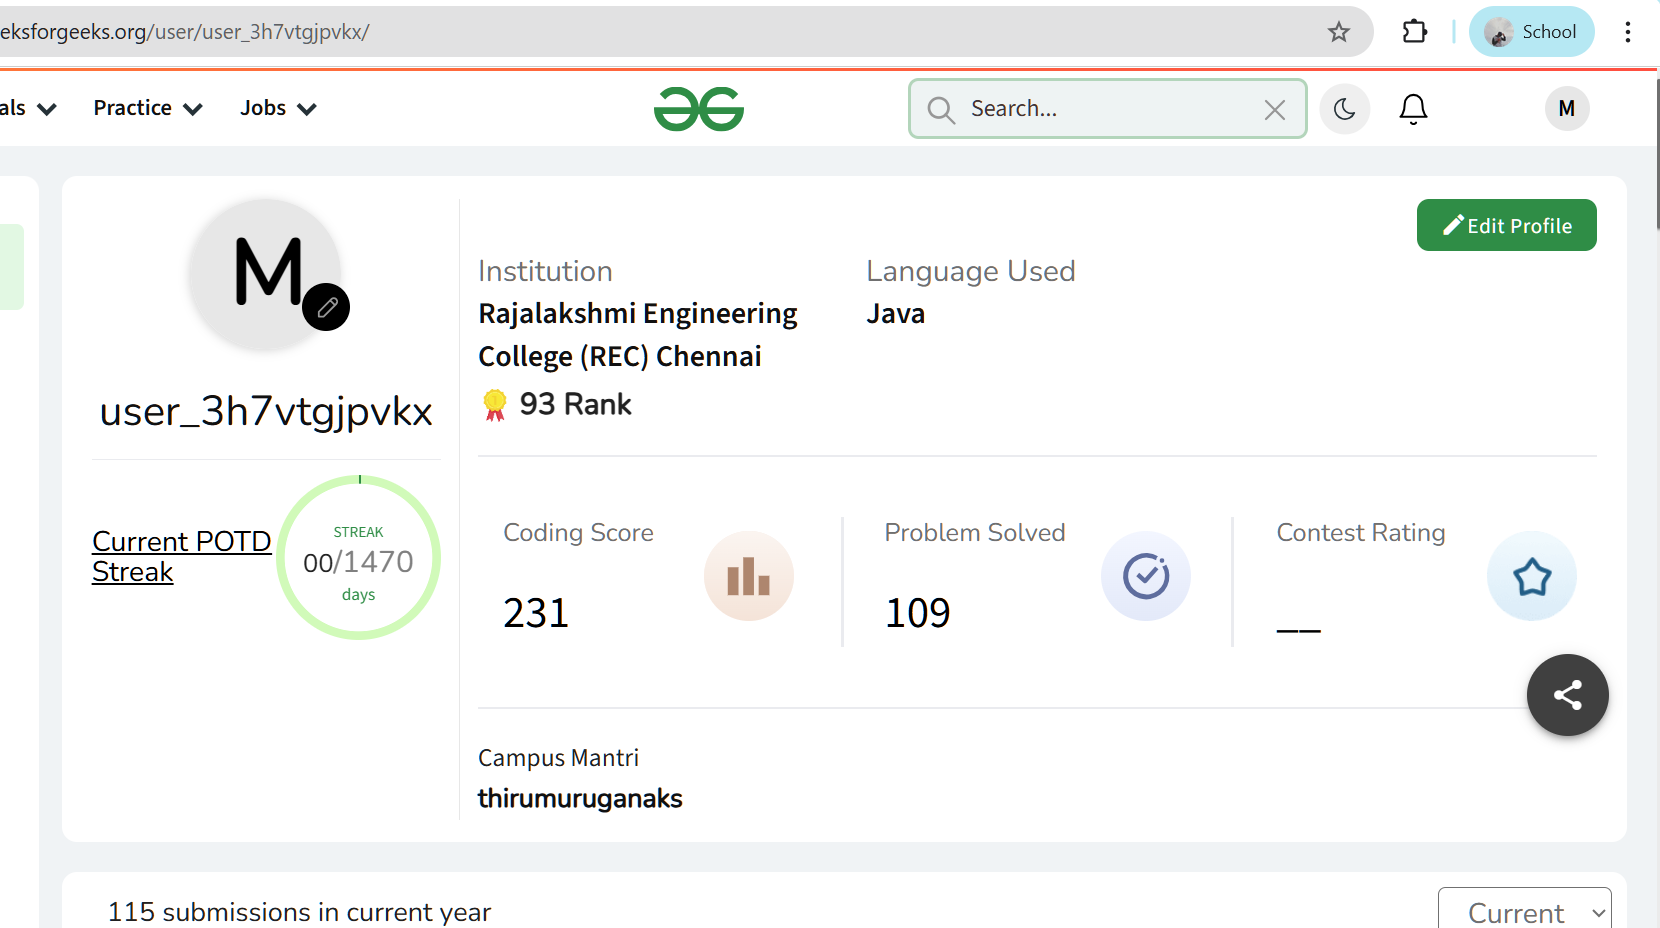 eksforgeeks.org/user/user_3h7vtgjpvkx/
School
als
Practice
Jobs
Search...
M
Edit Profile
M
user_3h7vtgjpvkx
Institution
Rajalakshmi Engineering
College (REC) Chennai
93 Rank
Language Used
Java
Current POTD
Streak
STREAK
00/1470
days
Coding Score
231
Problem Solved
109
Contest Rating
__
Campus Mantri
thirumuruganaks
115 submissions in current year
Current